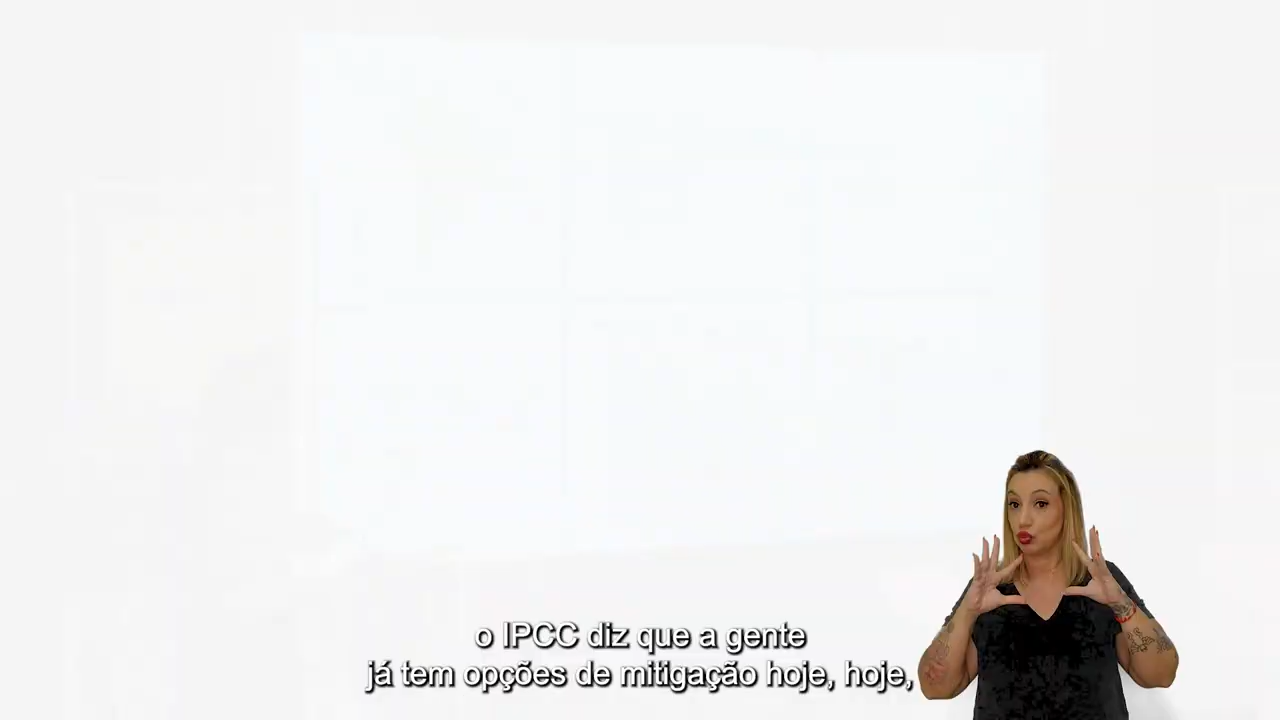 o IPCC diz que a gente
já tem opções de mitigação hoje, hoje,